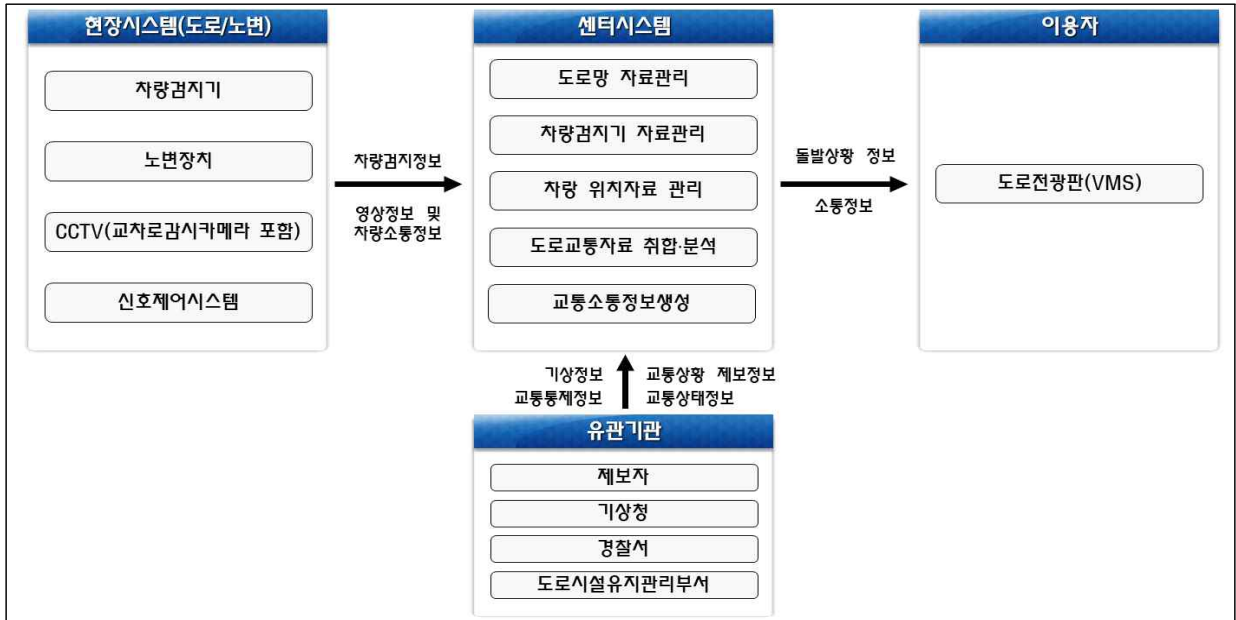 현장시스템(도로/노변)
차량검지기
노변장치
CCTV(교차로감시카메라 포함)
신호제어시스템
차량검지정보
영상정보 및
차량소통정보
센터시스템
도로망 자료관리
차량검지기 자료관리
차량 위치자료 관리
도로교통자료 취합·분석
교통소통정보생성
돌발상황 정보
소통정보
이용자
도로전광판(VMS)
기상정보
교통통제정보
교통상황 제보정보
교통상태정보
유관기관
제보자
기상청
경찰서
도로시설유지관리부서